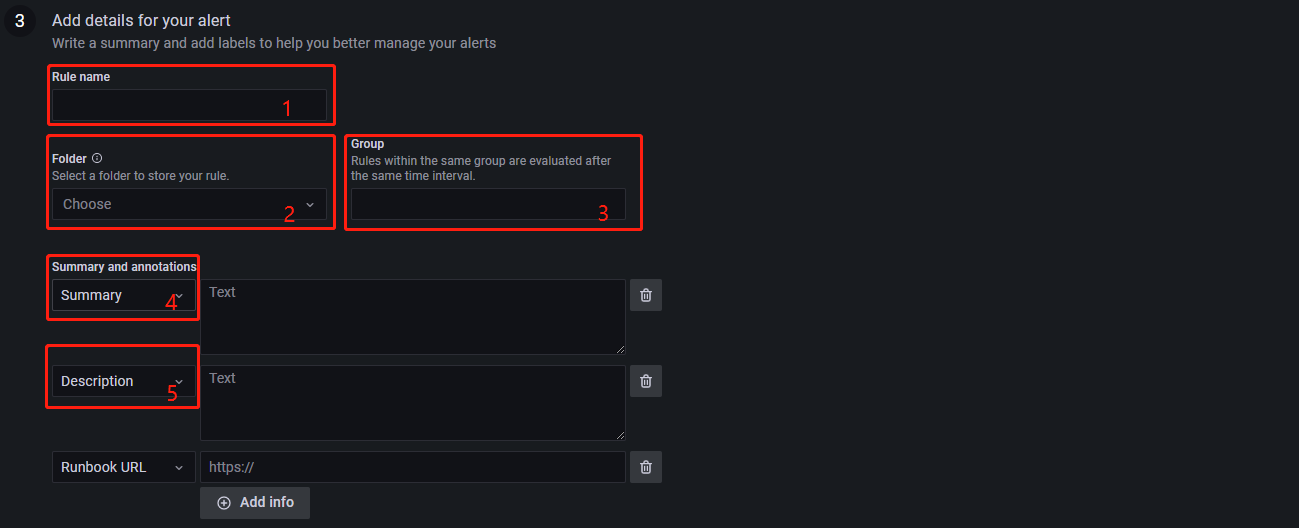 3 Add details for your alert
Write a summary and add labels to help you better manage your alerts
Rule name
1
Folder
Select a folder to store your rule.
Choose
2
Group
Rules within the same group are evaluated after
the same time interval.
3
Summary and annotations
Summary
4
Text
Description
5
Text
Runbook URL
https://
Add info